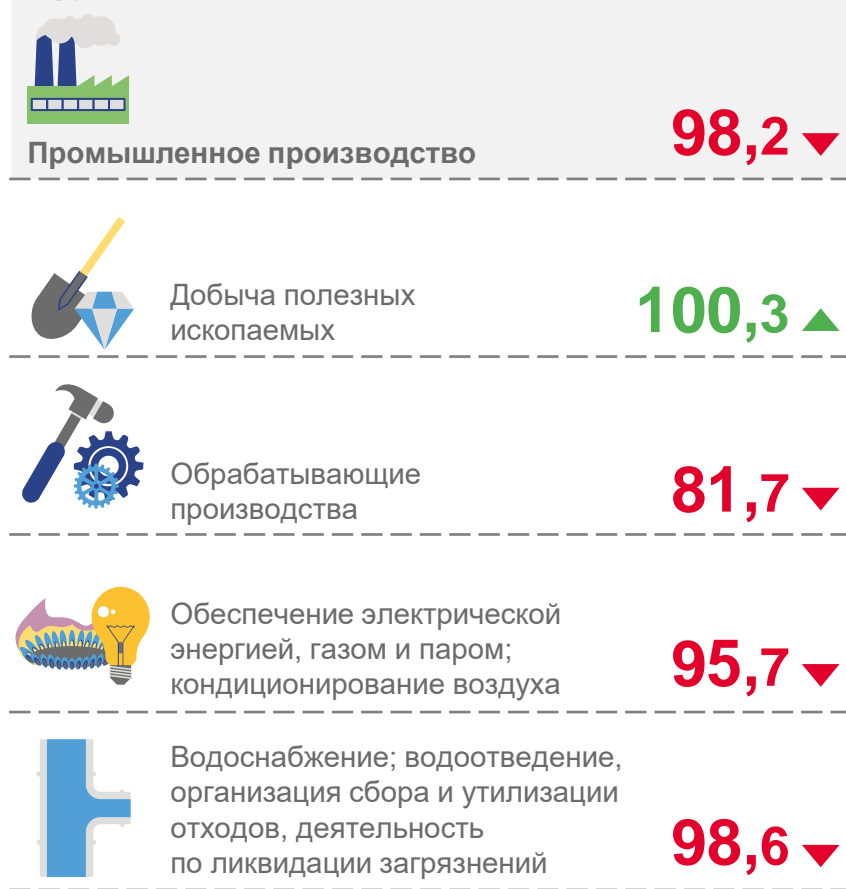 Промышленное производство
98,2
Добыча полезных
ископаемых
100,3
Обрабатывающие
производства
81,7
Обеспечение электрической
энергией, газом и паром;
кондиционирование воздуха
95,7
Водоснабжение; водоотведение,
организация сбора и утилизации
отходов, деятельность
по ликвидации загрязнений
98,6